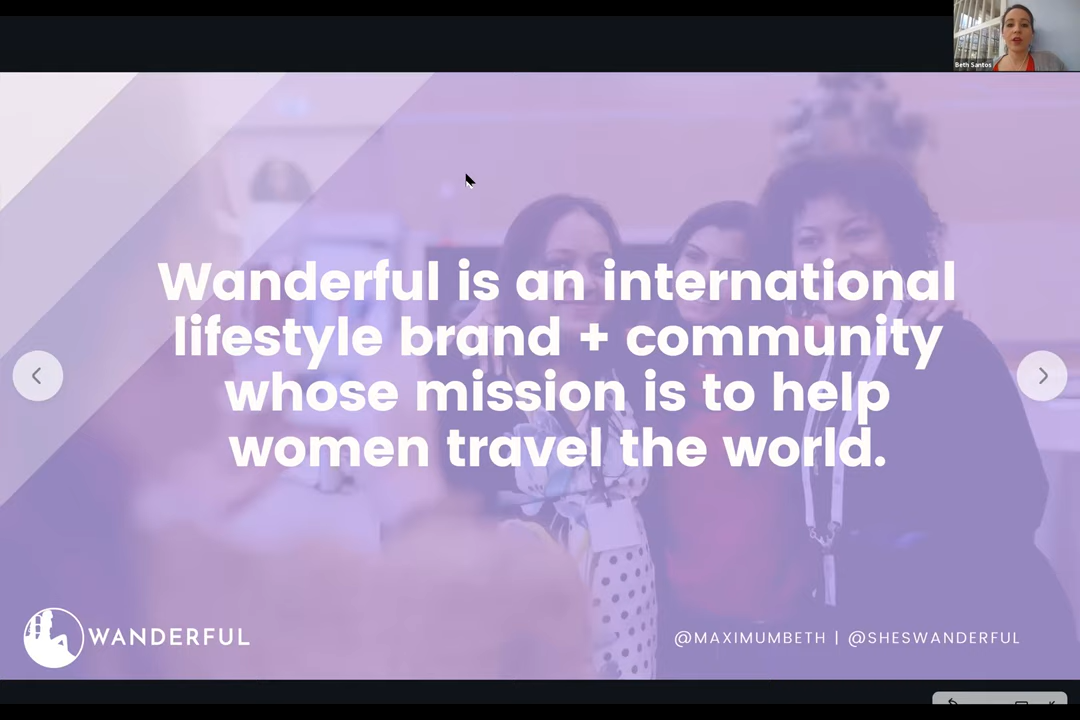 Beth Santos
Wanderful is an international
lifestyle brand + community
whose mission is to help
women travel the world.
WANDERFUL
@MAXIMUMBETH | @SHESWANDERFUL